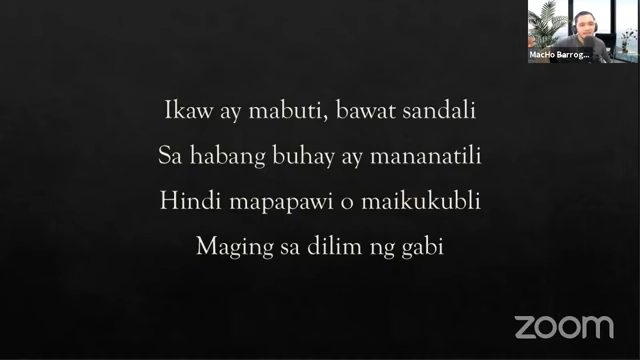 MacHo Barrog...
Ikaw ay mabuti, bawat sandali
Sa habang buhay ay mananatili
Hindi mapapawi o maikukubli
Maging sa dilim ng gabi
zoom